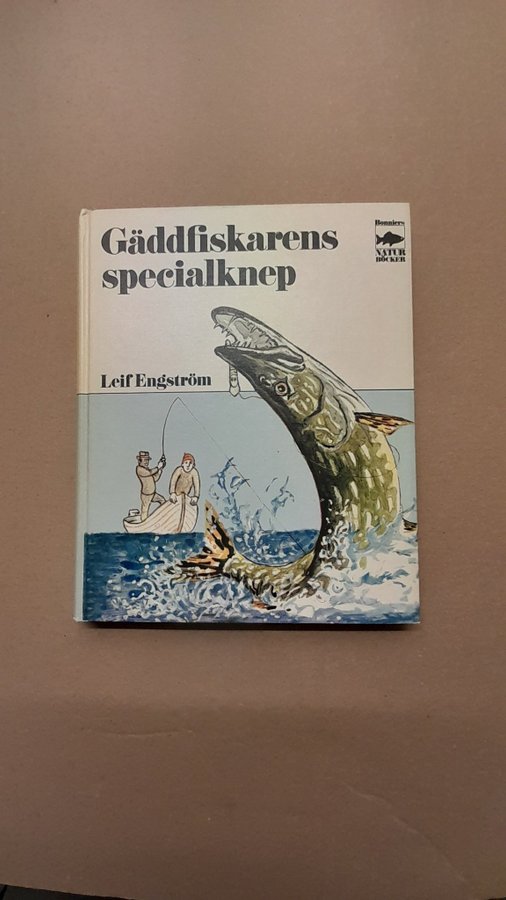 Gäddfiskarens
specialknep
Leif Engström
Bonniers
NATUR
BÖCKER